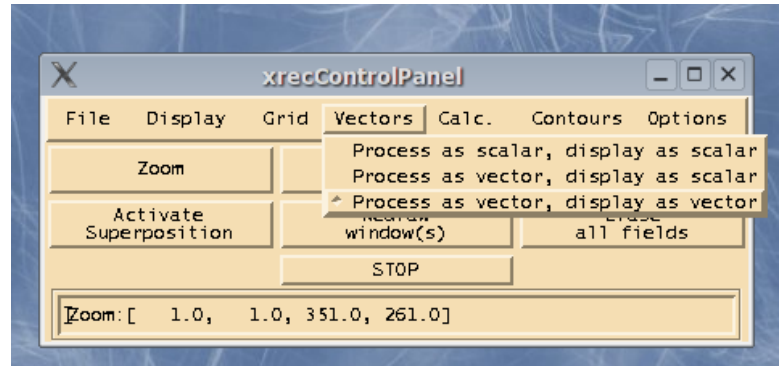 xrecControlPanel
File Display Grid Vectors Calc. Contours Options
Process as scalar, display as scalar
Process as vector, display as scalar
Process as vector, display as vector
Zoom
Activate
Superposition
window(s)
all fields
STOP
Zoom:[ 1.0, 1.0, 351.0, 261.0]